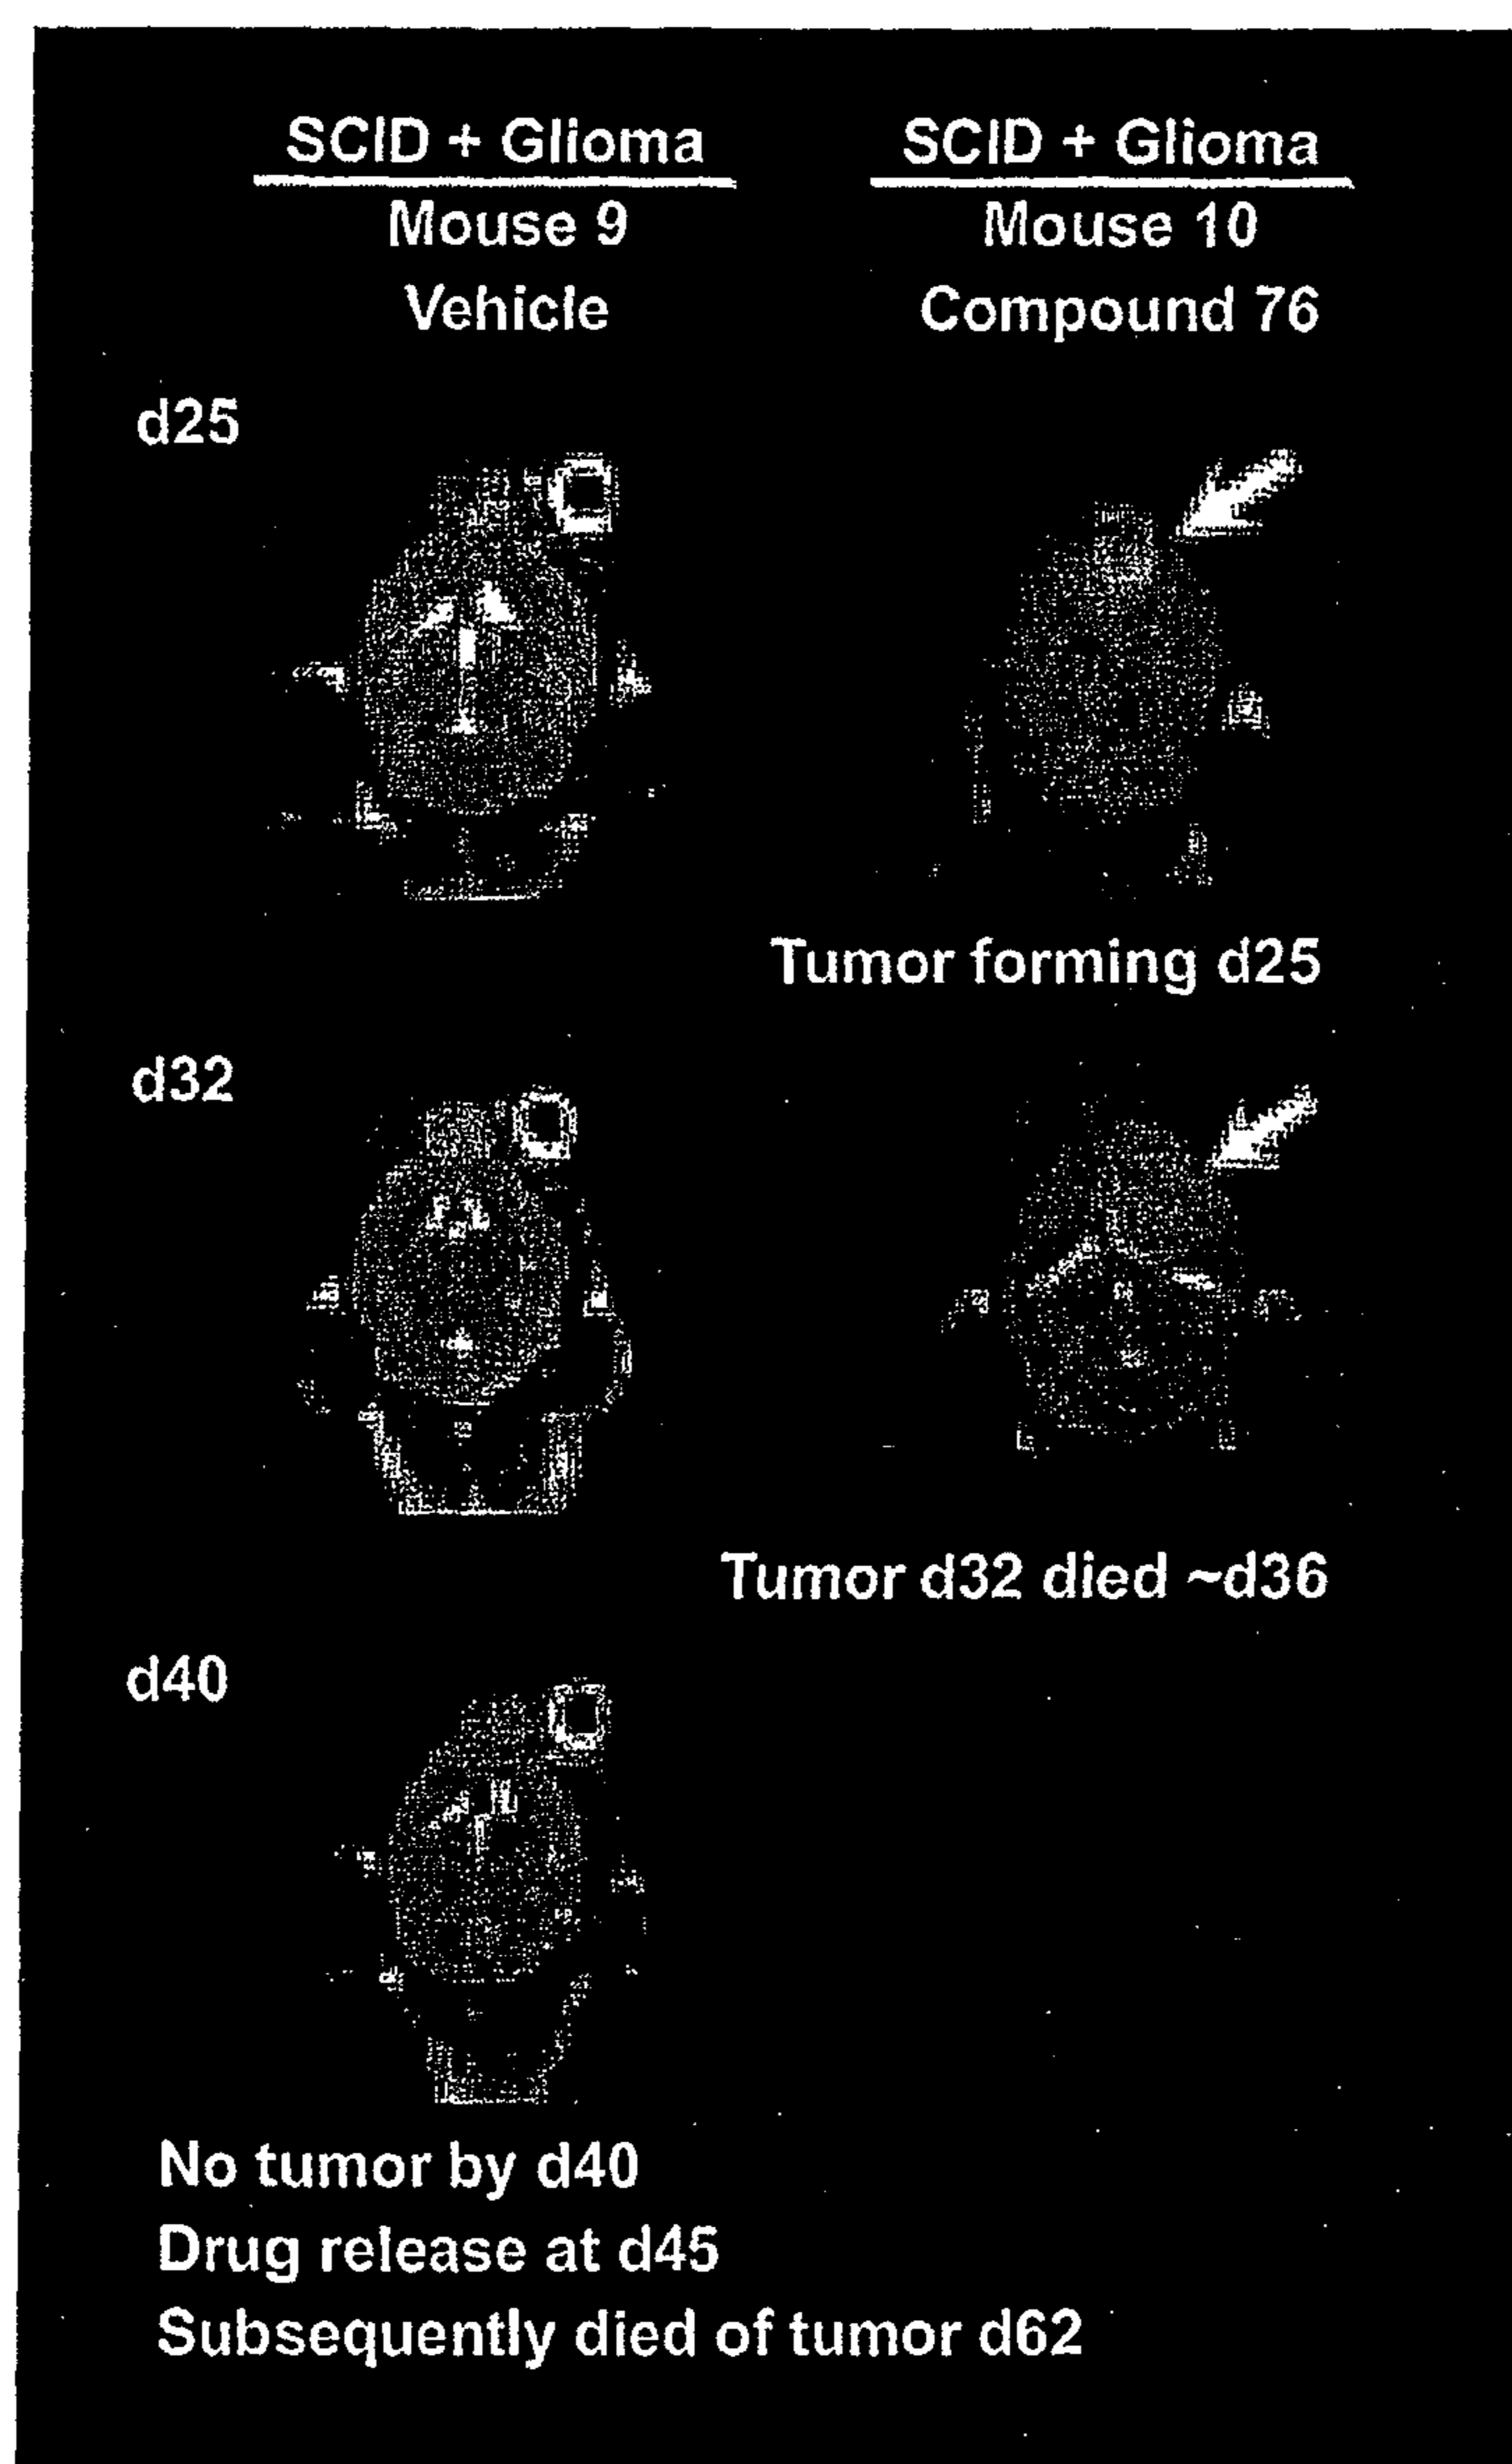 SCID + Glioma SCID + Glioma
Mouse 9 Mouse 10
Vehicle Compound 76
d25
Tumor forming d25
d32
Tumor d32 died ~d36
d40
No tumor by d40
Drug release at d45
Subsequently died of tumor d62